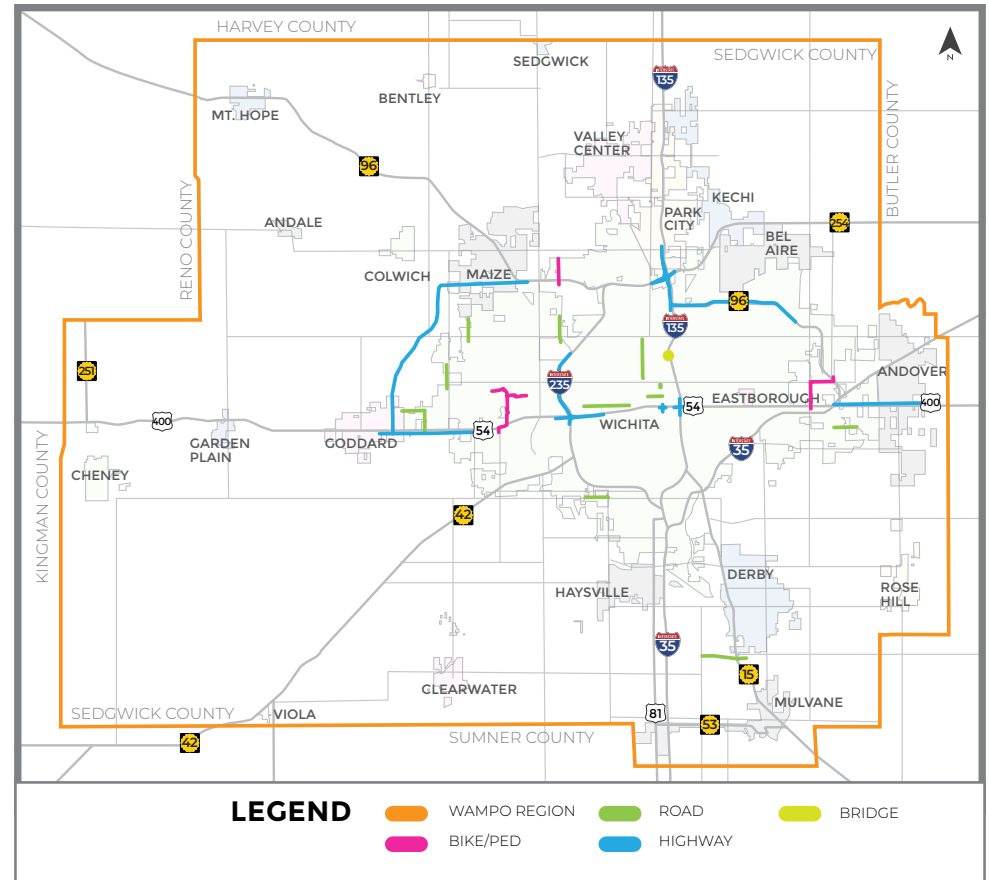 HARVEY COUNTY
SEDGWICK COUNTY
SEDGWICK
N
135
BENTLEY
MT. HOPE
BUTLER COUNTY
VALLEY
CENTER
96
KECHI
RENO COUNTY
PARK
CITY
254
ANDALE
BEL
AIRE
COLWICH
MAIZE
96
INTERSTATE
135
251
INTERSTATE
235
ANDOVER
EASTBOROUGH
400
54
400
WICHITA
54
GARDEN
PLAIN
GODDARD
35
KINGMAN COUNTY
CHENEY
42
DERBY
HAYSVILLE
ROSE
HILL
INTERSTATE
35
15
CLEARWATER
MULVANE
SEDGWICK COUNTY
VIOLA
81
53
42
SUMNER COUNTY
LEGEND
WAMPO REGION
ROAD
BRIDGE
BIKE/PED
HIGHWAY